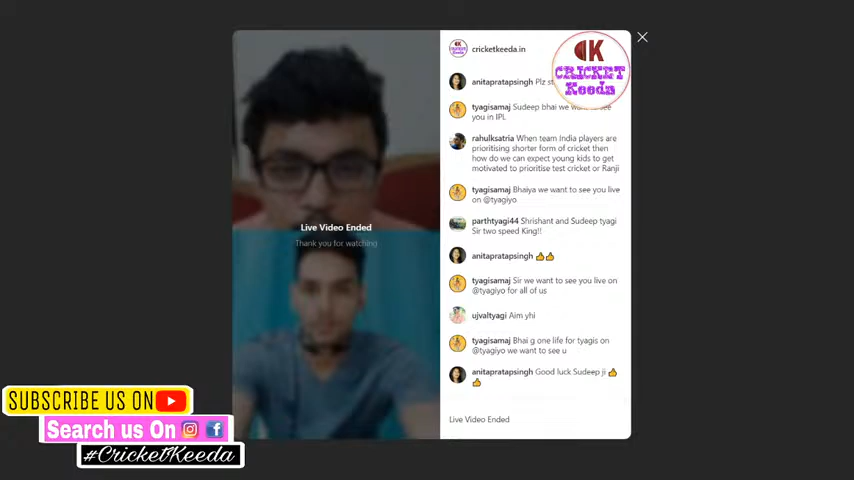 cricketkeeda.in
CK
CRICKET
Keeda
anitapratapsingh Plz
tyagisamaj Sudeep bhai we want to see
you in IPL
rahulksatria When team India players are
prioritising shorter form of cricket then
how do we can expect young kids to get
motivated to prioritise test cricket or Ranji
tyagisamaj Bhaiya we want to see you live
on @tyagiyo
parthtyagi44 Shrishant and Sudeep tyagi
Sir two speed King!!
anitapratapsingh 👍👍
tyagisamaj Sir we want to see you live on
@tyagiyo for all of us
ujvaltyagi Aim yhi
tyagisamaj Bhai g one life for tyagis on
@tyagiyo we want to see u
anitapratapsingh Good luck Sudeep ji 👍
👍
Live Video Ended
Live Video Ended
Thank you for watching
SUBSCRIBE US ON
Search us On
#CricketKeeda